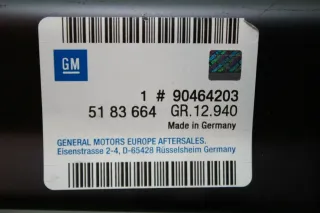 GM
1 # 90464203
51 83 664 GR.12.940
Made in Germany
GENERAL MOTORS EUROPE AFTERSALES.
Eisenstrasse 2-4, D-65428 Rüsselsheim Germany